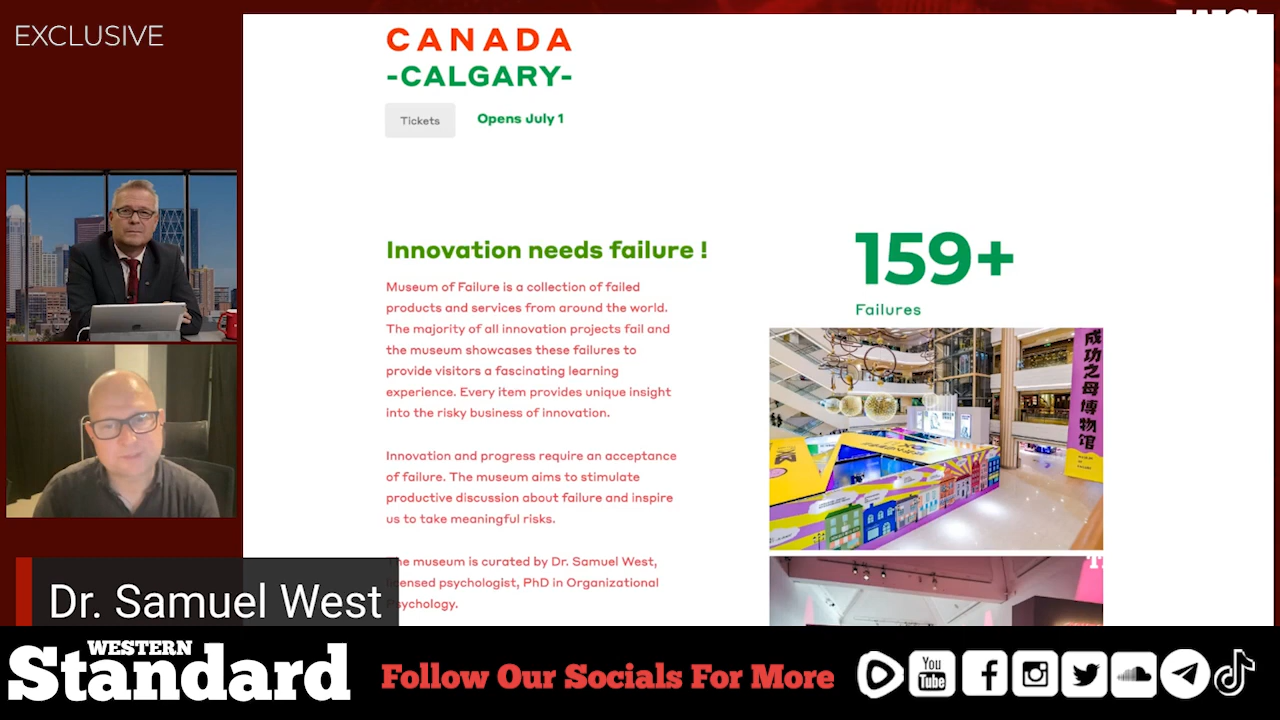 EXCLUSIVE
CANADA
-CALGARY-
Tickets
Opens July 1
Innovation needs failure !
Museum of Failure is a collection of failed
products and services from around the world.
The majority of all innovation projects fail and
the museum showcases these failures to
provide visitors a fascinating learning
experience. Every item provides unique insight
into the risky business of innovation.
Innovation and progress require an acceptance
of failure. The museum aims to stimulate
productive discussion about failure and inspire
us to take meaningful risks.
The museum is curated by Dr. Samuel West,
licensed psychologist, PhD in Organizational
Psychology.
159+
Failures
成功之母博物馆
Dr. Samuel West
WESTERN
Standard
Follow Our Socials For More
You
Tube